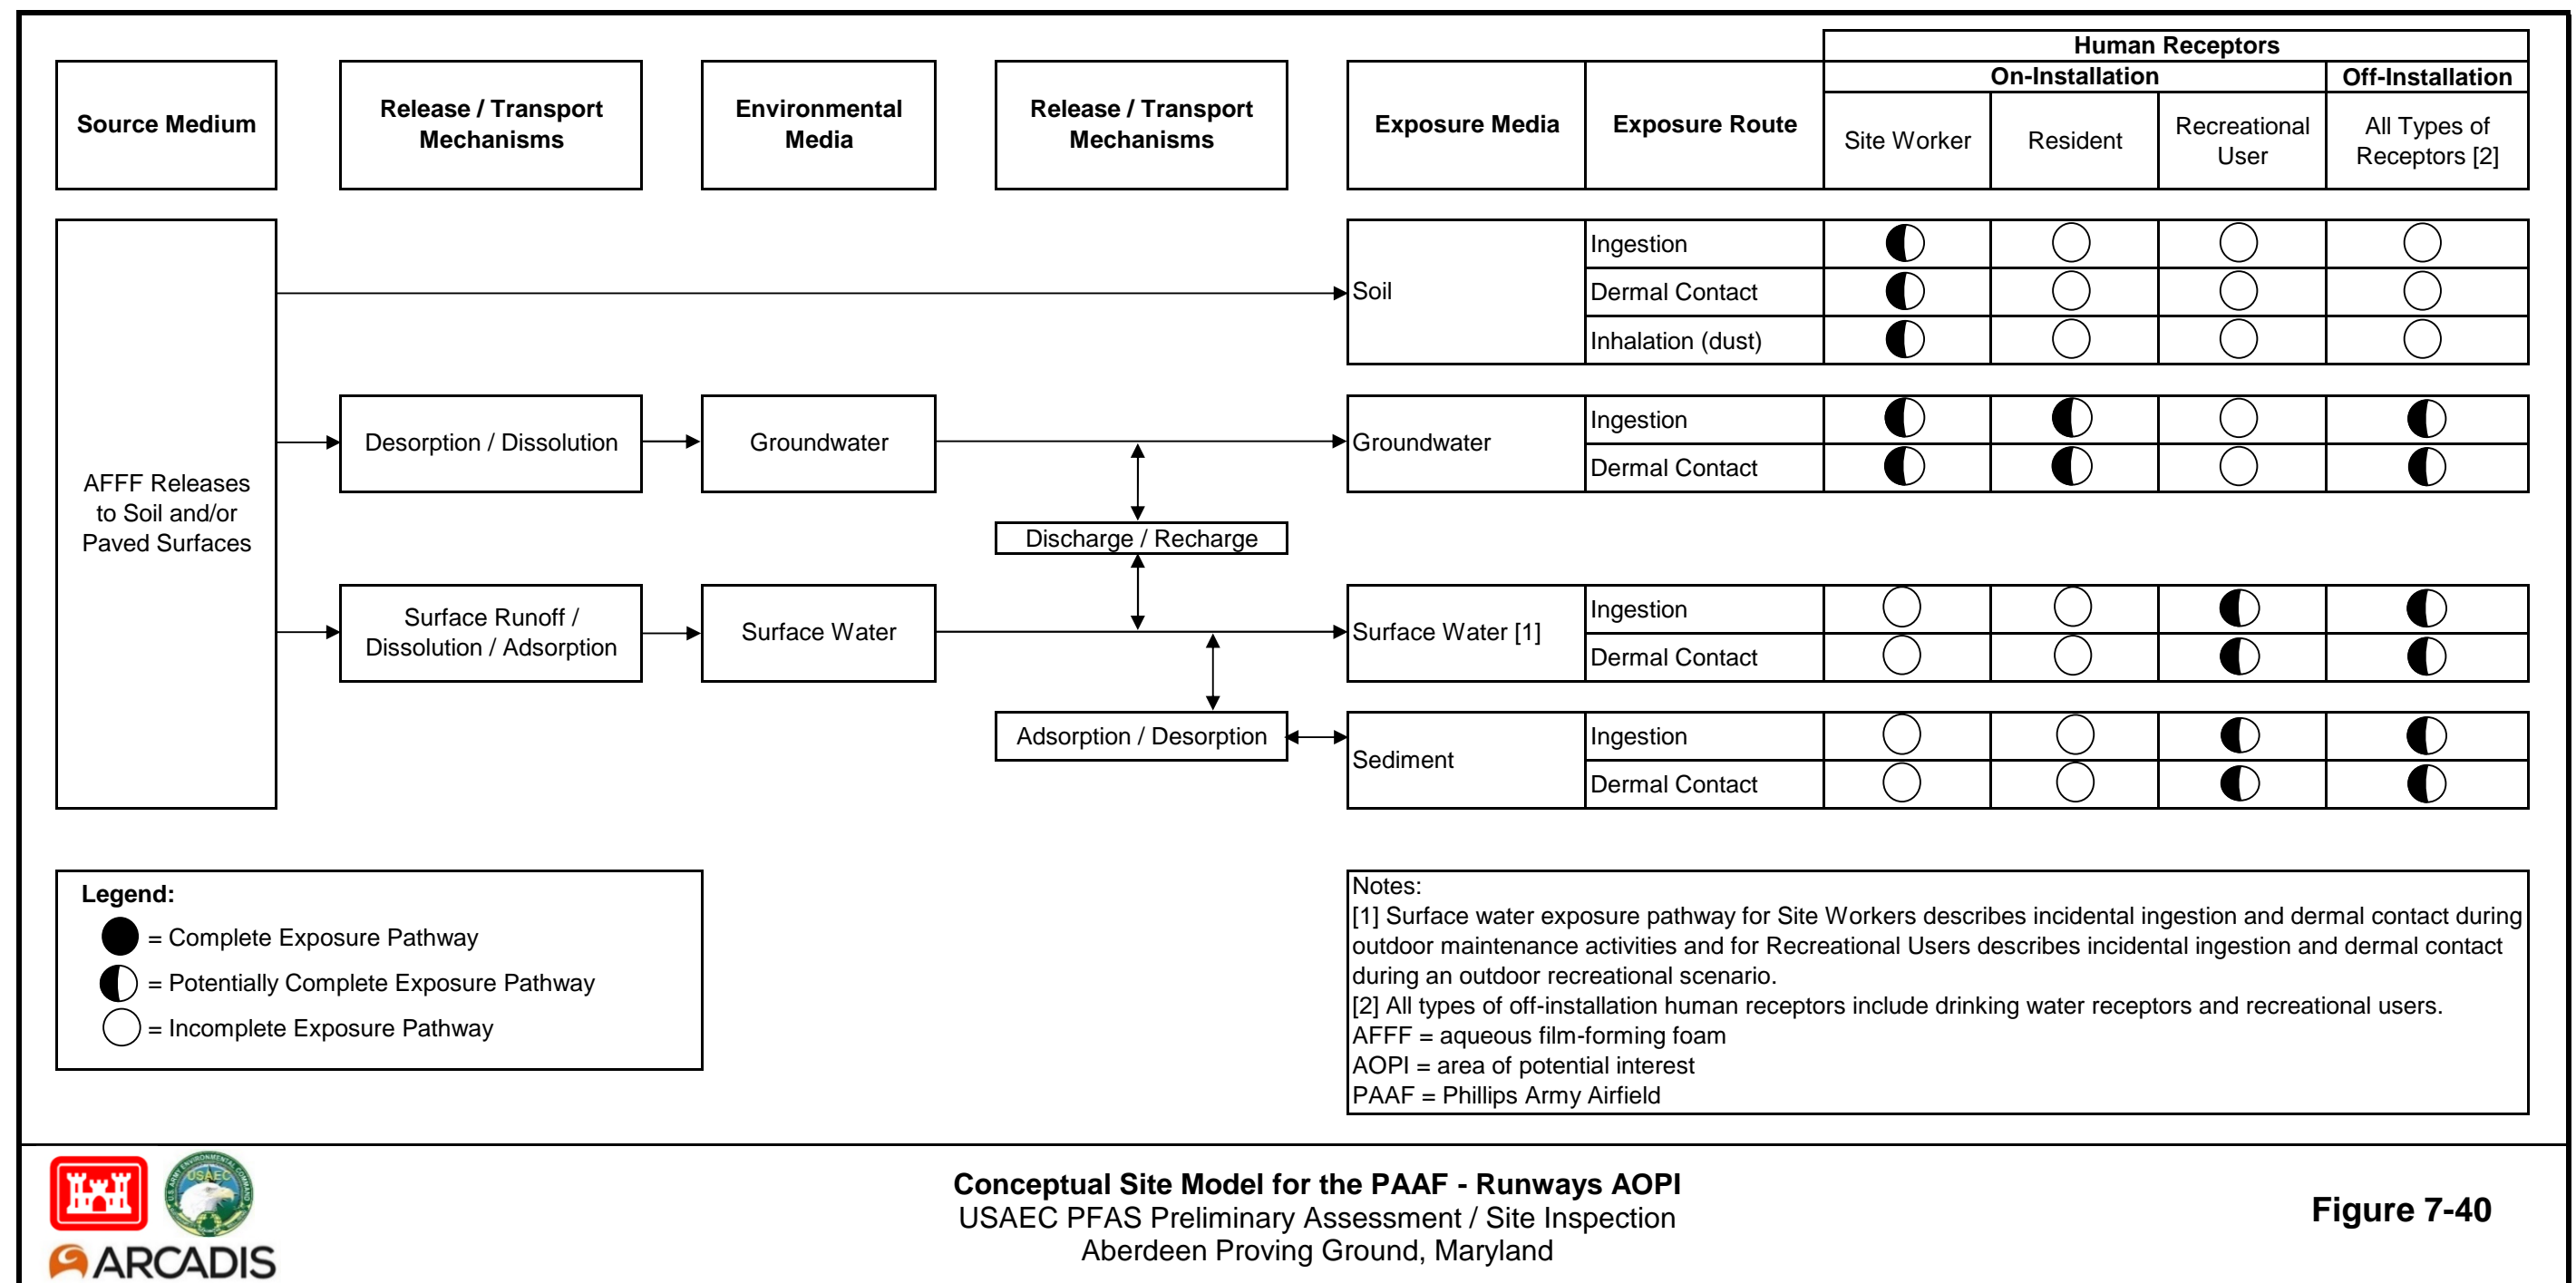 Human Receptors
On-Installation
Off-Installation
Source Medium
Release / Transport
Mechanisms
Environmental
Media
Release / Transport
Mechanisms
Exposure Media
Exposure Route
Site Worker
Resident
Recreational
User
All Types of
Receptors [2]
AFFF Releases
to Soil and/or
Paved Surfaces
Soil
Ingestion
Dermal Contact
Inhalation (dust)
Desorption / Dissolution
Groundwater
Groundwater
Ingestion
Dermal Contact
Discharge / Recharge
Surface Runoff /
Dissolution / Adsorption
Surface Water
Surface Water [1]
Ingestion
Dermal Contact
Adsorption / Desorption
Sediment
Ingestion
Dermal Contact
Legend:
= Complete Exposure Pathway
= Potentially Complete Exposure Pathway
= Incomplete Exposure Pathway
Notes:
[1] Surface water exposure pathway for Site Workers describes incidental ingestion and dermal contact during
outdoor maintenance activities and for Recreational Users describes incidental ingestion and dermal contact
during an outdoor recreational scenario.
[2] All types of off-installation human receptors include drinking water receptors and recreational users.
AFFF = aqueous film-forming foam
AOPI = area of potential interest
PAAF = Phillips Army Airfield
U.S. ARMY ENVIRONMENTAL COMMAND
USAEC
ARCADIS
Conceptual Site Model for the PAAF - Runways AOPI
USAEC PFAS Preliminary Assessment / Site Inspection
Aberdeen Proving Ground, Maryland
Figure 7-40